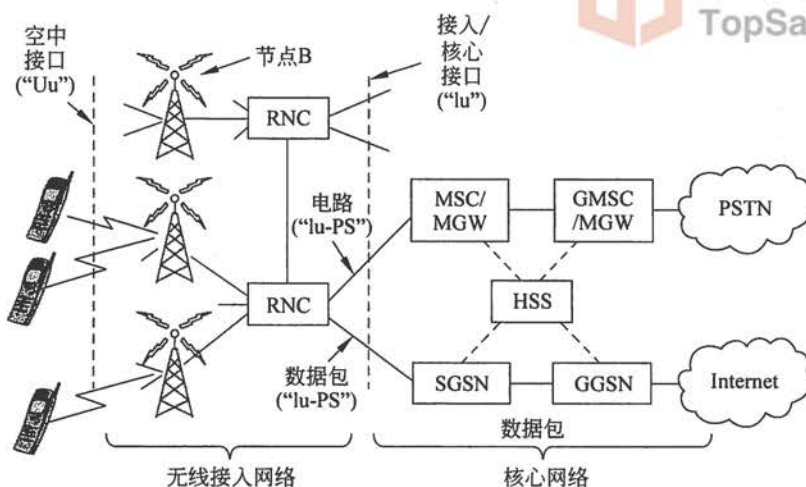 TopSa
空中
接口
(“Uu”)
节点B
接入/
核心
接口
(“lu”)
RNC
电路
(“lu-PS”)
MSC/
MGW
GMSC
/MGW
PSTN
HSS
RNC
数据包
(“lu-PS”)
SGSN
GGSN
Internet
数据包
无线接入网络
核心网络